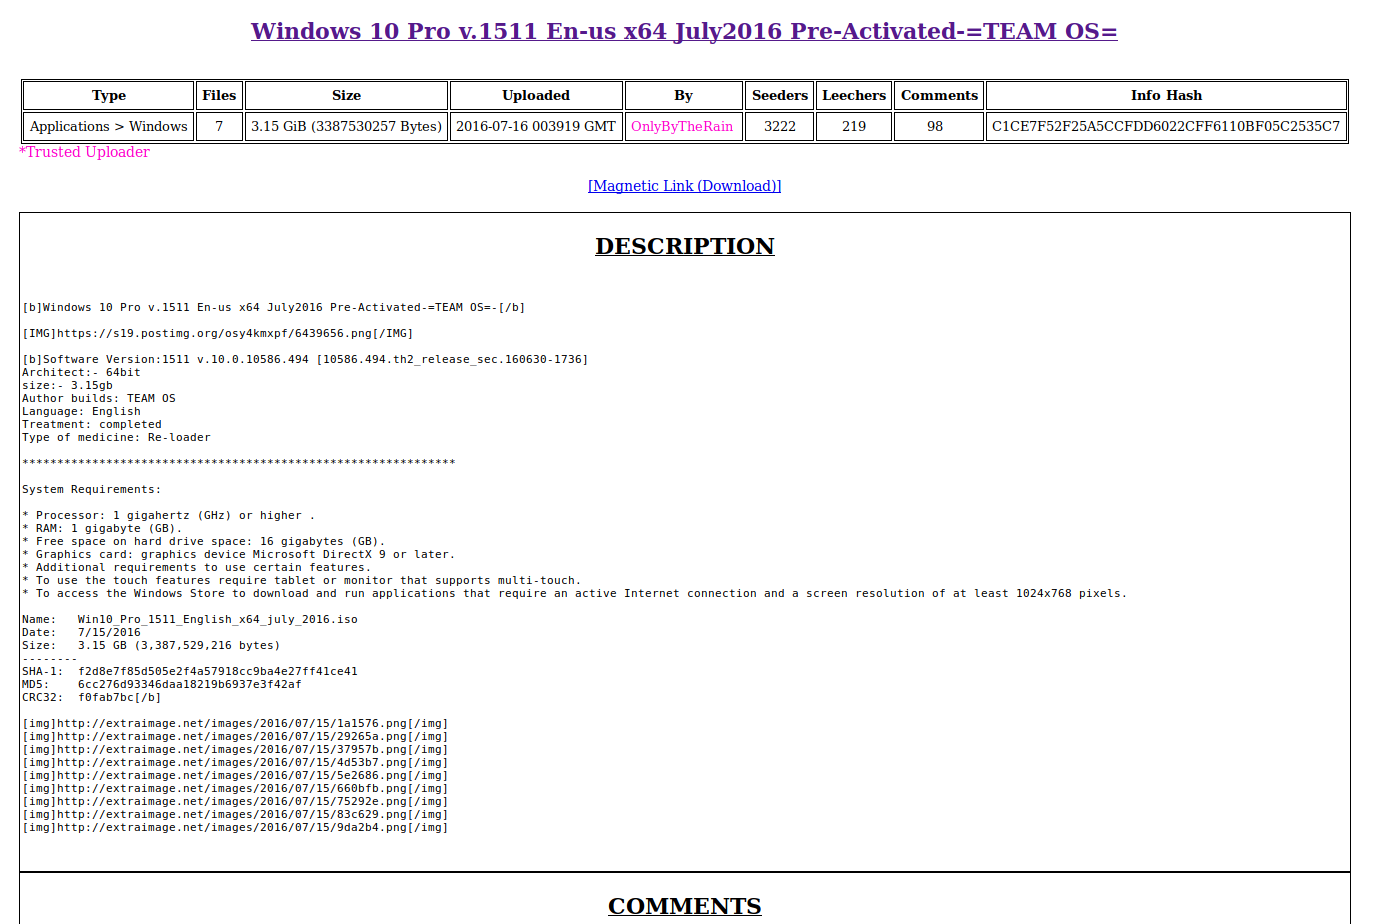 Windows 10 Pro v.1511 En-us x64 July2016 Pre-Activated-=TEAM OS=
Type Files Size Uploaded By Seeders Leechers Comments Info Hash
Applications > Windows 7 3.15 GiB (3387530257 Bytes) 2016-07-16 003919 GMT OnlyByTheRain 3222 219 98 C1CE7F52F25A5CCFDD6022CFF6110BF05C2535C7
*Trusted Uploader
[Magnetic Link (Download)]
DESCRIPTION
[b]Windows 10 Pro v.1511 En-us x64 July2016 Pre-Activated-=TEAM OS=-[/b]
[IMG]https://s19.postimg.org/osy4kmxpf/6439656.png[/IMG]
[b]Software Version:1511 v.10.0.10586.494 [10586.494.th2_release_sec.160630-1736]
Architect:- 64bit
size:- 3.15gb
Author builds: TEAM OS
Language: English
Treatment: completed
Type of medicine: Re-loader
**************************************************************
System Requirements:
* Processor: 1 gigahertz (GHz) or higher .
* RAM: 1 gigabyte (GB).
* Free space on hard drive space: 16 gigabytes (GB).
* Graphics card: graphics device Microsoft DirectX 9 or later.
* Additional requirements to use certain features.
* To use the touch features require tablet or monitor that supports multi-touch.
* To access the Windows Store to download and run applications that require an active Internet connection and a screen resolution of at least 1024x768 pixels.
Name: Win10_Pro_1511_English_x64_july_2016.iso
Date: 7/15/2016
Size: 3.15 GB (3,387,529,216 bytes)
--------
SHA-1: f2d8e7f85d505e2f4a57918cc9ba4e27ff41ce41
MD5: 6cc276d93346daa18219b6937e3f42af
CRC32: f0fab7bc[/b]
[img]http://extraimage.net/images/2016/07/15/1a1576.png[/img]
[img]http://extraimage.net/images/2016/07/15/29265a.png[/img]
[img]http://extraimage.net/images/2016/07/15/37957b.png[/img]
[img]http://extraimage.net/images/2016/07/15/4d53b7.png[/img]
[img]http://extraimage.net/images/2016/07/15/5e2686.png[/img]
[img]http://extraimage.net/images/2016/07/15/660bfb.png[/img]
[img]http://extraimage.net/images/2016/07/15/75292e.png[/img]
[img]http://extraimage.net/images/2016/07/15/83c629.png[/img]
[img]http://extraimage.net/images/2016/07/15/9da2b4.png[/img]
COMMENTS